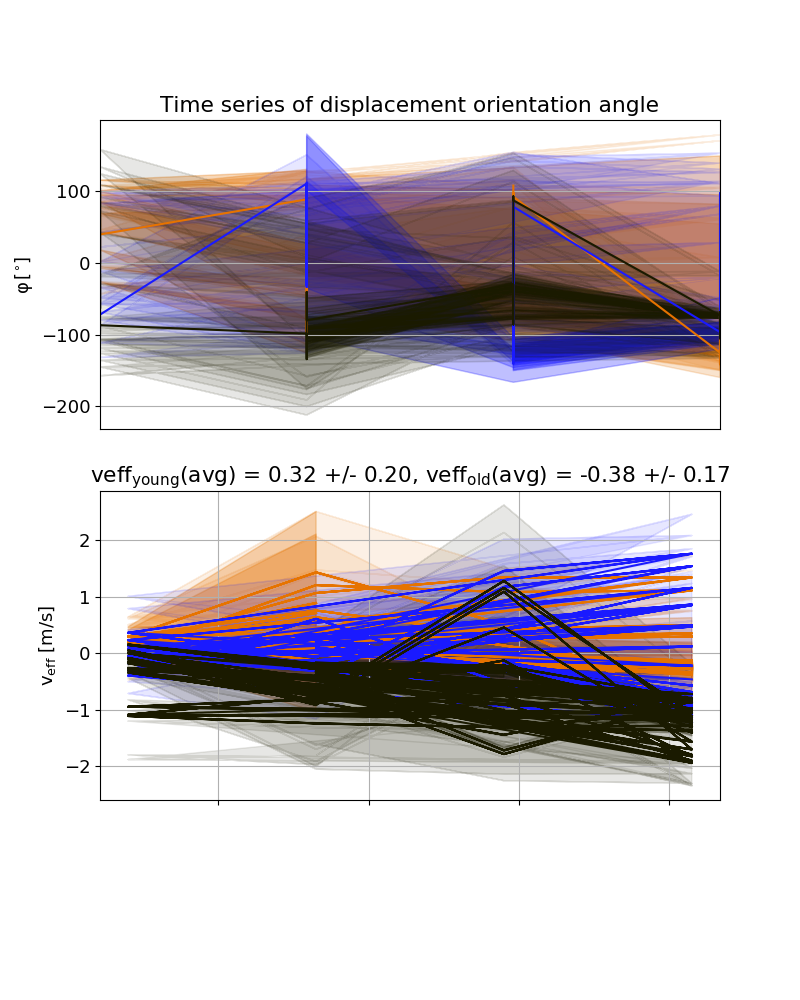 Time series of displacement orientation angle
100
0
−100
−200
φ [°]
veff_young(avg) = 0.32 +/- 0.20, veff_old(avg) = -0.38 +/- 0.17
2
1
0
−1
−2
v_eff [m/s]